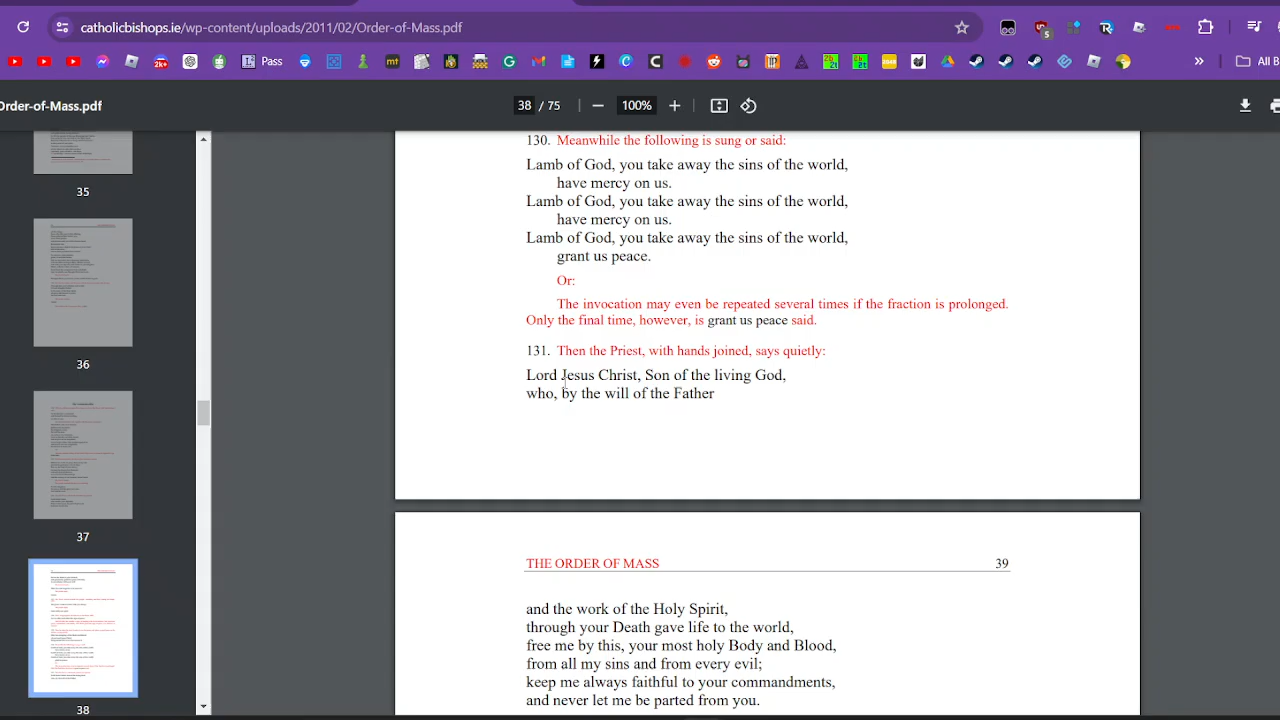 catholicbishops.ie/wp-content/uploads/2011/02/Order-of-Mass.pdf
Pass
All B
Order-of-Mass.pdf
38 / 75
100%
35
36
37
38
130. Meanwhile the following is sung or said:
Lamb of God, you take away the sins of the world,
have mercy on us.
Lamb of God, you take away the sins of the world,
have mercy on us.
Lamb of God, you take away the sins of the world,
grant us peace.
Or:
The invocation may even be repeated several times if the fraction is prolonged.
Only the final time, however, is grant us peace said.
131. Then the Priest, with hands joined, says quietly:
Lord Jesus Christ, Son of the living God,
who, by the will of the Father
THE ORDER OF MASS 39
and the work of the Holy Spirit,
through your Death gave life to the world,
free me by this, your most holy Body and Blood,
from all my sins and from every evil;
keep me always faithful to your commandments,
and never let me be parted from you.